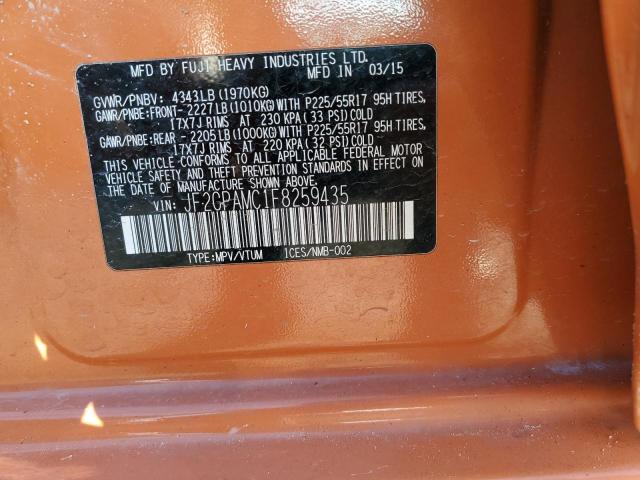 MFD BY FUJI HEAVY INDUSTRIES LTD.
MFD IN 03/15
GVWR/PNBV: 4343LB (1970KG)
GAWR/PNBE: FRONT-2227LB (1010KG) WITH P225/55R17 95H TIRES,
17X7J RIMS AT 230 KPA (33 PSI) COLD
GAWR/PNBE: REAR - 2205LB (1000KG) WITH P225/55R17 95H TIRES,
17X7J RIMS AT 220 KPA (32 PSI) COLD
THIS VEHICLE CONFORMS TO ALL APPLICABLE FEDERAL MOTOR
VEHICLE SAFETY, BUMPER, AND THEFT PREVENTION STANDARDS
IN EFFECT ON THE DATE OF MANUFACTURE SHOWN ABOVE.
VIN: JF2GPAMC1F8259435
TYPE: MPV/VTUM ICES/NMB-002